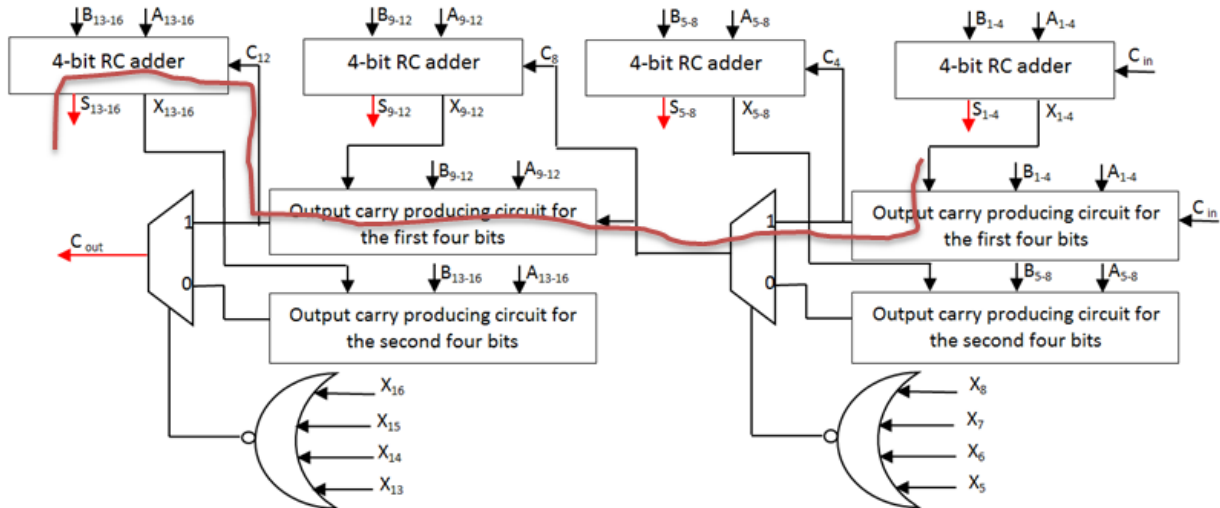 B13-16 A13-16 B9-12 A9-12 B5-8 A5-8 B1-4 A1-4
4-bit RC adder C12 4-bit RC adder C8 4-bit RC adder C4 4-bit RC adder C in
S13-16 X13-16 S9-12 X9-12 S5-8 X5-8 S1-4 X1-4
B9-12 A9-12 B1-4 A1-4
1 Output carry producing circuit for 1 Output carry producing circuit for C in
the first four bits the first four bits
C out
B13-16 A13-16 B5-8 A5-8
0 Output carry producing circuit for 0 Output carry producing circuit for
the second four bits the second four bits
X16 X8
X15 X7
X14 X6
X13 X5